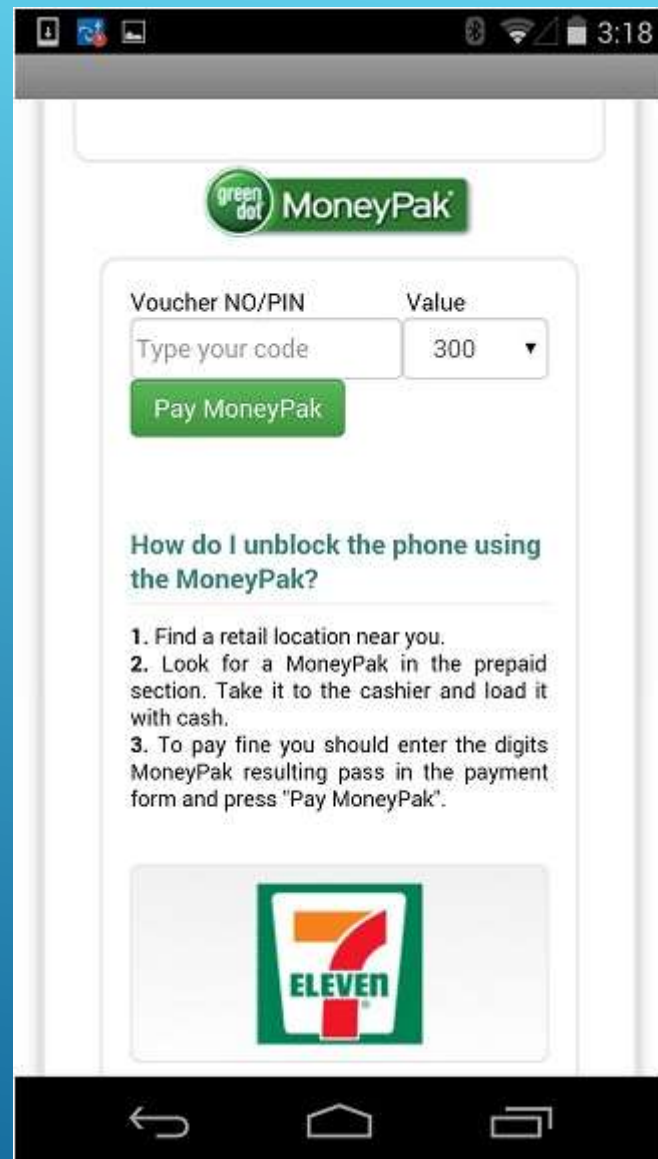 3:18
green dot MoneyPak
Voucher NO/PIN Value
Type your code 300
Pay MoneyPak
How do I unblock the phone using
the MoneyPak?
1. Find a retail location near you.
2. Look for a MoneyPak in the prepaid
section. Take it to the cashier and load it
with cash.
3. To pay fine you should enter the digits
MoneyPak resulting pass in the payment
form and press "Pay MoneyPak".
7
ELEVEn